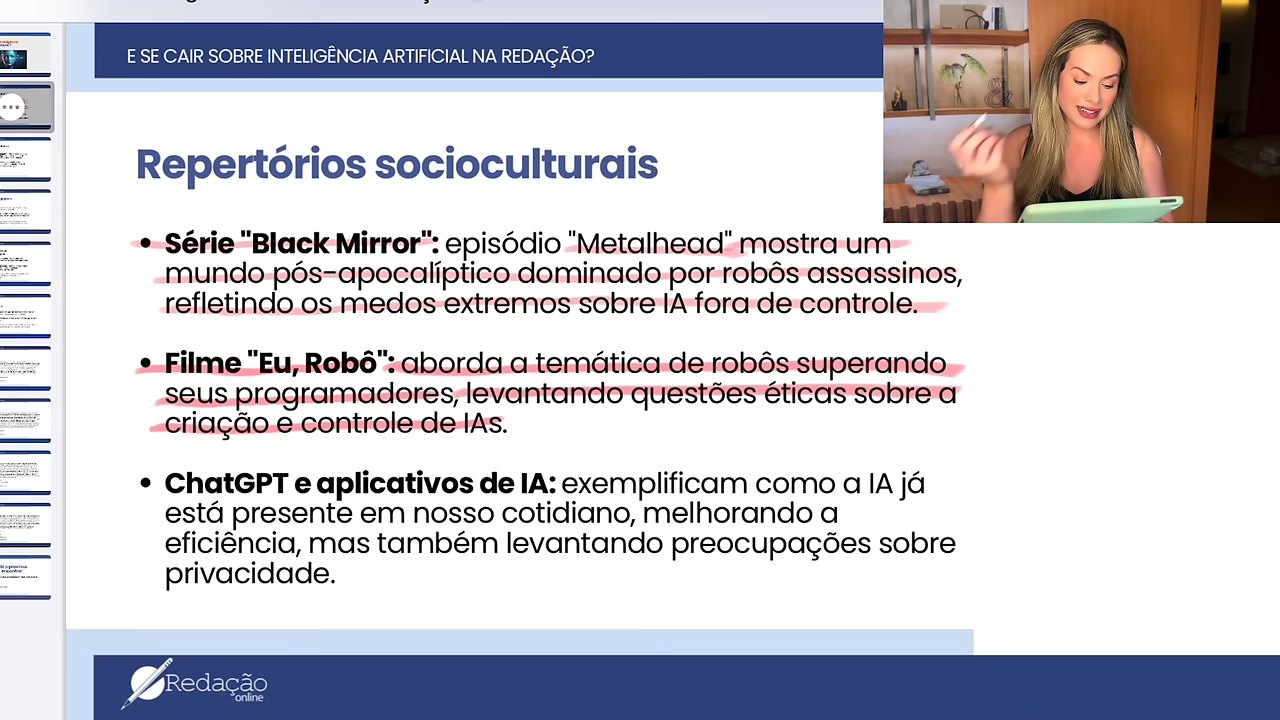 E SE CAIR SOBRE INTELIGÊNCIA ARTIFICIAL NA REDAÇÃO?
Repertórios socioculturais
• Série "Black Mirror": episódio "Metalhead" mostra um
mundo pós-apocalíptico dominado por robôs assassinos,
refletindo os medos extremos sobre IA fora de controle.
• Filme "Eu, Robô": aborda a temática de robôs superando
seus programadores, levantando questões éticas sobre a
criação e controle de IAs.
• ChatGPT e aplicativos de IA: exemplificam como a IA já
está presente em nosso cotidiano, melhorando a
eficiência, mas também levantando preocupações sobre
privacidade.
Redação
online